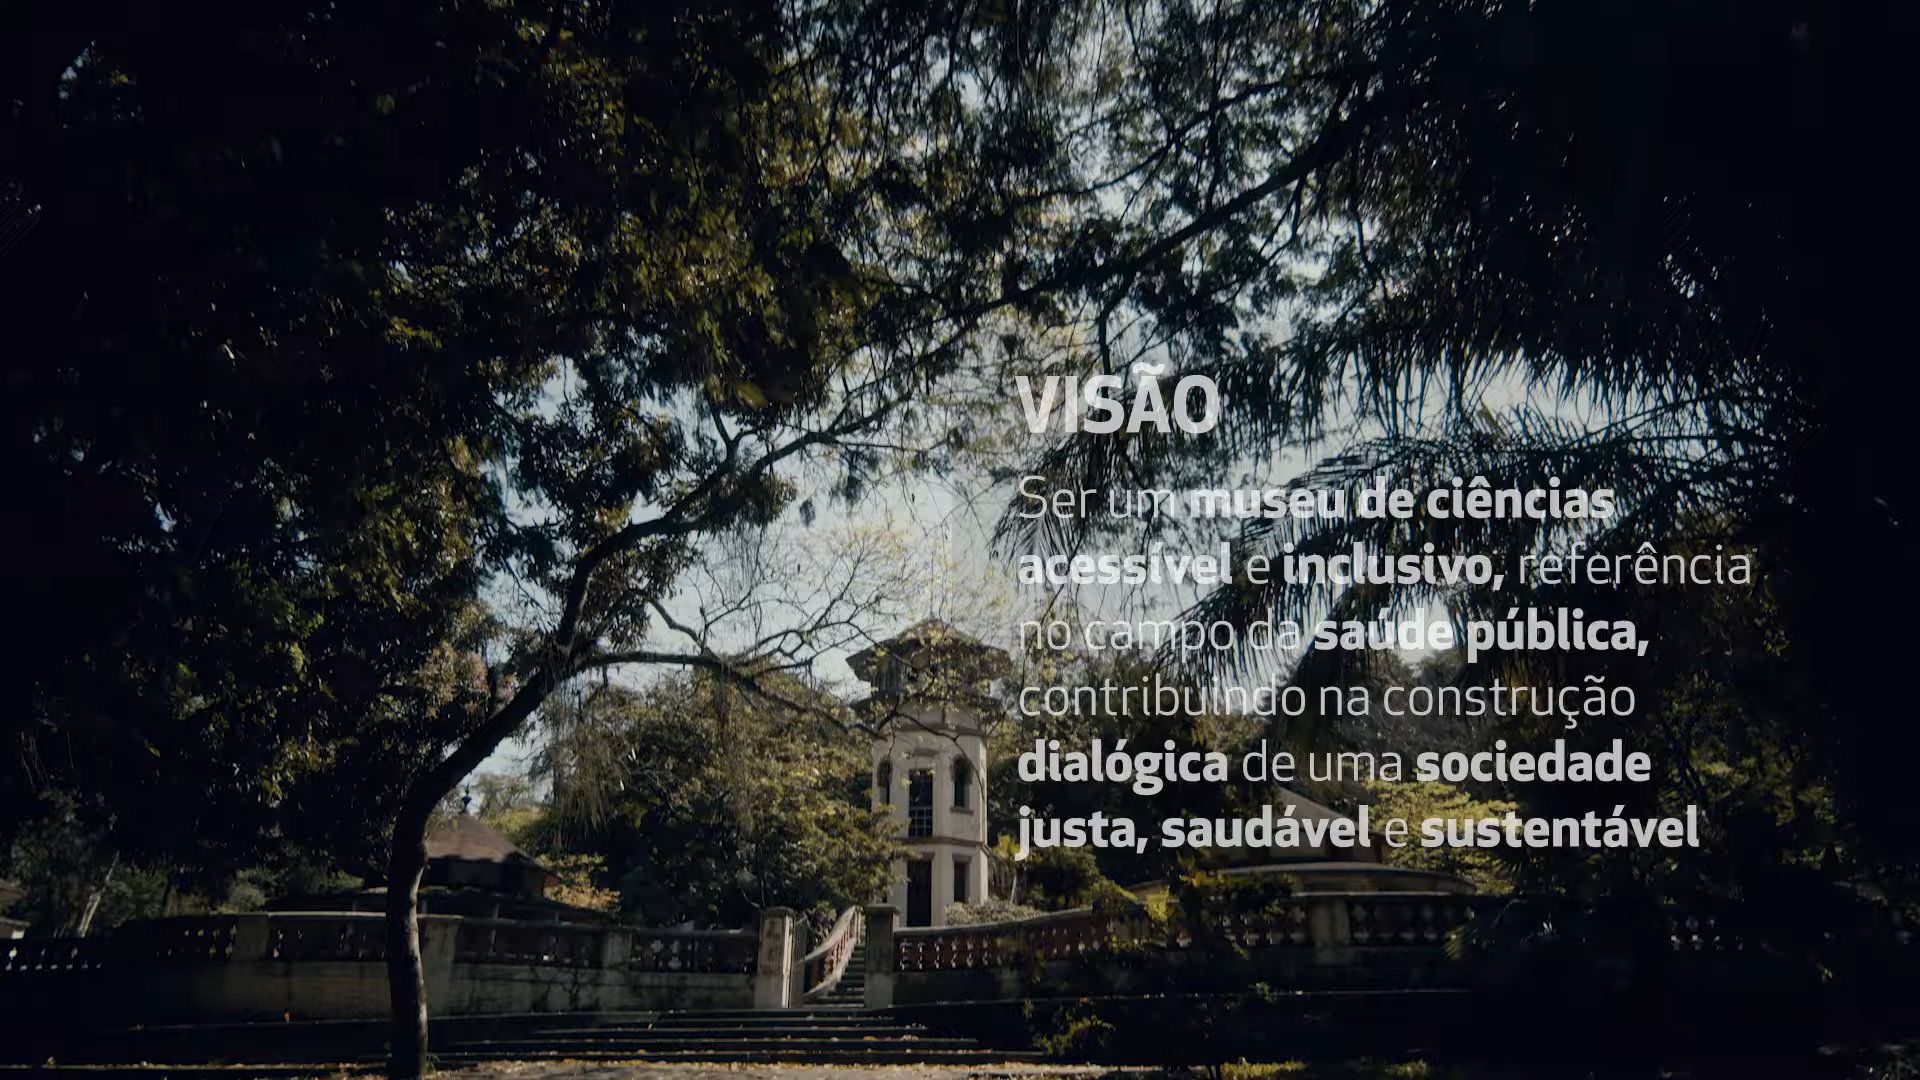 VISÃO
Ser um museu de ciências
acessível e inclusivo, referência
no campo da saúde pública,
contribuindo na construção
dialógica de uma sociedade
justa, saudável e sustentável